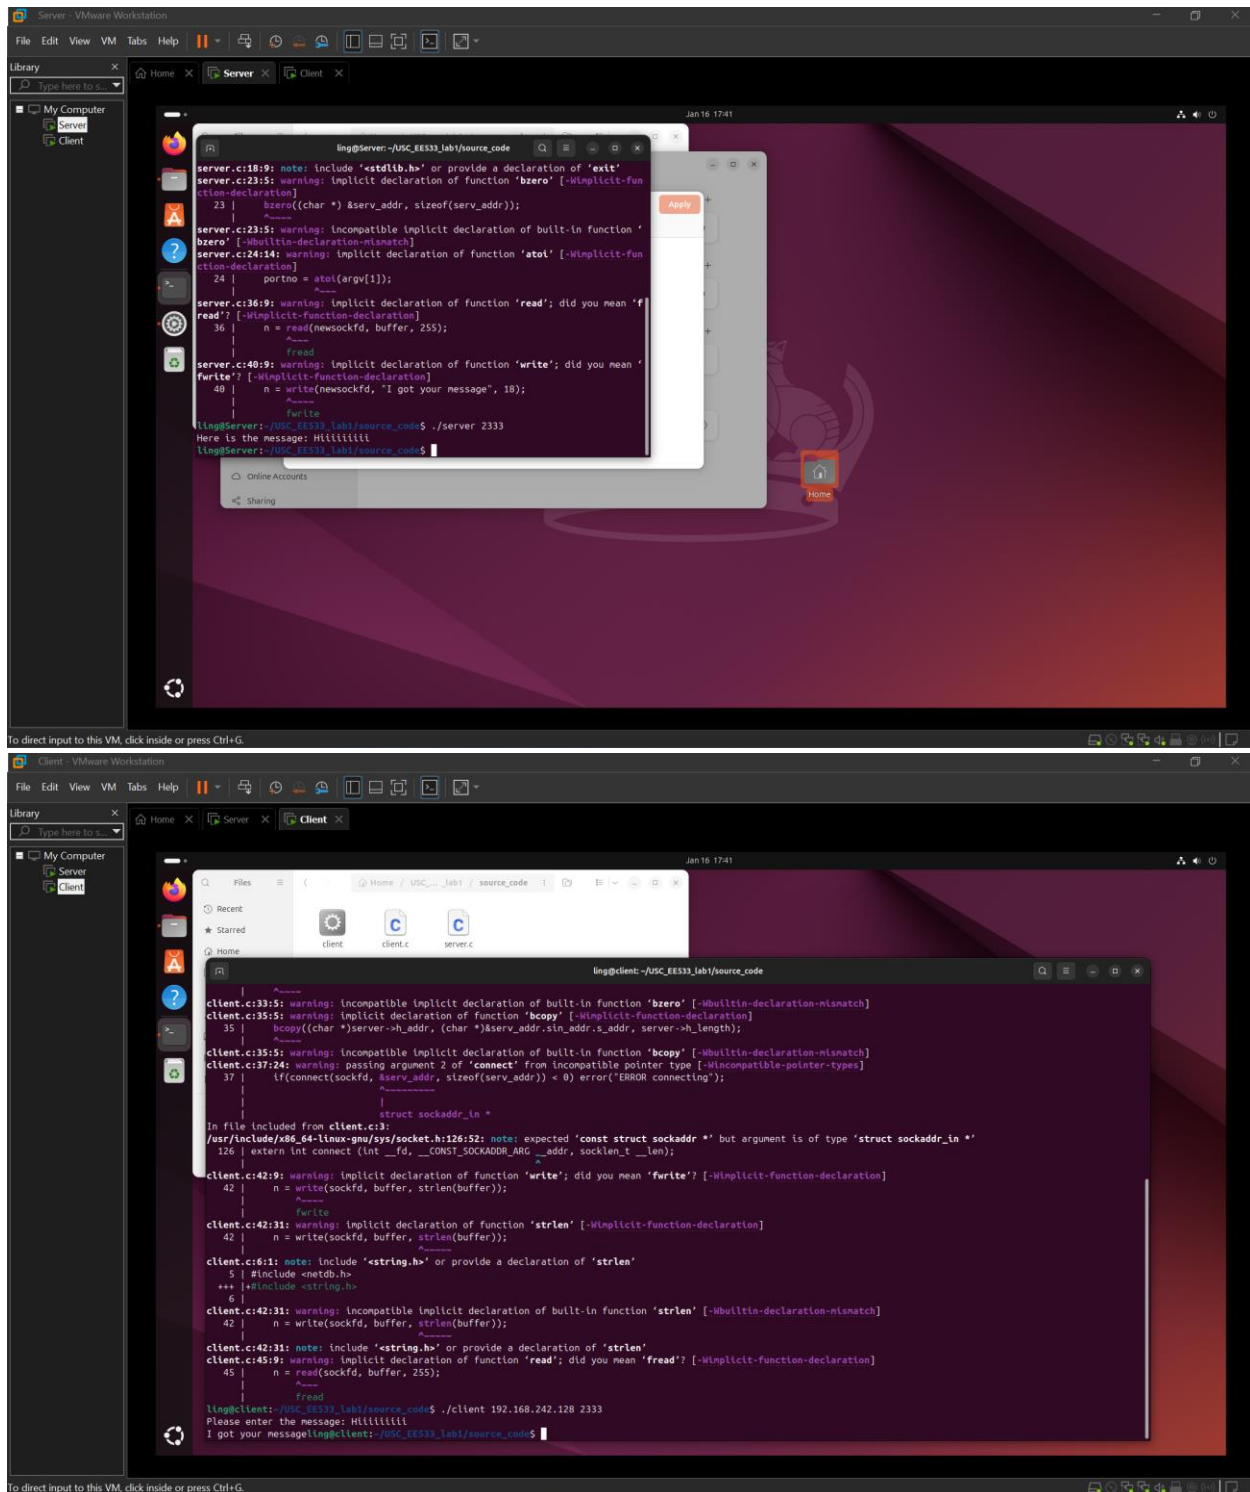 Server - VMware Workstation
File Edit View VM Tabs Help
Library ×
Type here to s...
Home × Server × Client ×
My Computer
Server
Client
Jan 16 17:41
ling@Server: ~/USC_EE533_lab1/source_code
server.c:18:9: note: include ‘<stdlib.h>’ or provide a declaration of ‘exit’
server.c:23:5: warning: implicit declaration of function ‘bzero’ [-Wimplicit-fun
ction-declaration]
23 | bzero((char *) &serv_addr, sizeof(serv_addr));
| ^~~~~
server.c:23:5: warning: incompatible implicit declaration of built-in function ‘
bzero’ [-Wbuiltin-declaration-mismatch]
server.c:24:14: warning: implicit declaration of function ‘atoi’ [-Wimplicit-fun
ction-declaration]
24 | portno = atoi(argv[1]);
| ^~~~
server.c:36:9: warning: implicit declaration of function ‘read’; did you mean ‘f
read’? [-Wimplicit-function-declaration]
36 | n = read(newsockfd, buffer, 255);
| ^~~~
| fread
server.c:40:9: warning: implicit declaration of function ‘write’; did you mean ‘
fwrite’? [-Wimplicit-function-declaration]
40 | n = write(newsockfd, "I got your message", 18);
| ^~~~~
| fwrite
ling@Server:~/USC_EE533_lab1/source_code$ ./server 2333
Here is the message: Hiiiiiiiii
ling@Server:~/USC_EE533_lab1/source_code$
Apply
Online Accounts
Sharing
Home
To direct input to this VM, click inside or press Ctrl+G.
Client - VMware Workstation
File Edit View VM Tabs Help
Library ×
Type here to s...
Home × Server × Client ×
My Computer
Server
Client
Jan 16 17:41
Files
Home / USC_... _lab1 / source_code
Recent
Starred
Home
client client.c server.c
ling@client: ~/USC_EE533_lab1/source_code
| ^~~~~
client.c:33:5: warning: incompatible implicit declaration of built-in function ‘bzero’ [-Wbuiltin-declaration-mismatch]
client.c:35:5: warning: implicit declaration of function ‘bcopy’ [-Wimplicit-function-declaration]
35 | bcopy((char *)server->h_addr, (char *)&serv_addr.sin_addr.s_addr, server->h_length);
| ^~~~~
client.c:35:5: warning: incompatible implicit declaration of built-in function ‘bcopy’ [-Wbuiltin-declaration-mismatch]
client.c:37:24: warning: passing argument 2 of ‘connect’ from incompatible pointer type [-Wincompatible-pointer-types]
37 | if(connect(sockfd, &serv_addr, sizeof(serv_addr)) < 0) error("ERROR connecting");
| ^~~~~~~~~~
| |
| struct sockaddr_in *
In file included from client.c:3:
/usr/include/x86_64-linux-gnu/sys/socket.h:126:52: note: expected ‘const struct sockaddr *’ but argument is of type ‘struct sockaddr_in *’
126 | extern int connect (int __fd, __CONST_SOCKADDR_ARG __addr, socklen_t __len);
| ^
client.c:42:9: warning: implicit declaration of function ‘write’; did you mean ‘fwrite’? [-Wimplicit-function-declaration]
42 | n = write(sockfd, buffer, strlen(buffer));
| ^~~~~
| fwrite
client.c:42:31: warning: implicit declaration of function ‘strlen’ [-Wimplicit-function-declaration]
42 | n = write(sockfd, buffer, strlen(buffer));
| ^~~~~~
client.c:6:1: note: include ‘<string.h>’ or provide a declaration of ‘strlen’
5 | #include <netdb.h>
+++ |+#include <string.h>
6 |
client.c:42:31: warning: incompatible implicit declaration of built-in function ‘strlen’ [-Wbuiltin-declaration-mismatch]
42 | n = write(sockfd, buffer, strlen(buffer));
| ^~~~~~
client.c:42:31: note: include ‘<string.h>’ or provide a declaration of ‘strlen’
client.c:45:9: warning: implicit declaration of function ‘read’; did you mean ‘fread’? [-Wimplicit-function-declaration]
45 | n = read(sockfd, buffer, 255);
| ^~~~
| fread
ling@client:~/USC_EE533_lab1/source_code$ ./client 192.168.242.128 2333
Please enter the message: Hiiiiiiiii
I got your messageling@client:~/USC_EE533_lab1/source_code$
To direct input to this VM, click inside or press Ctrl+G.